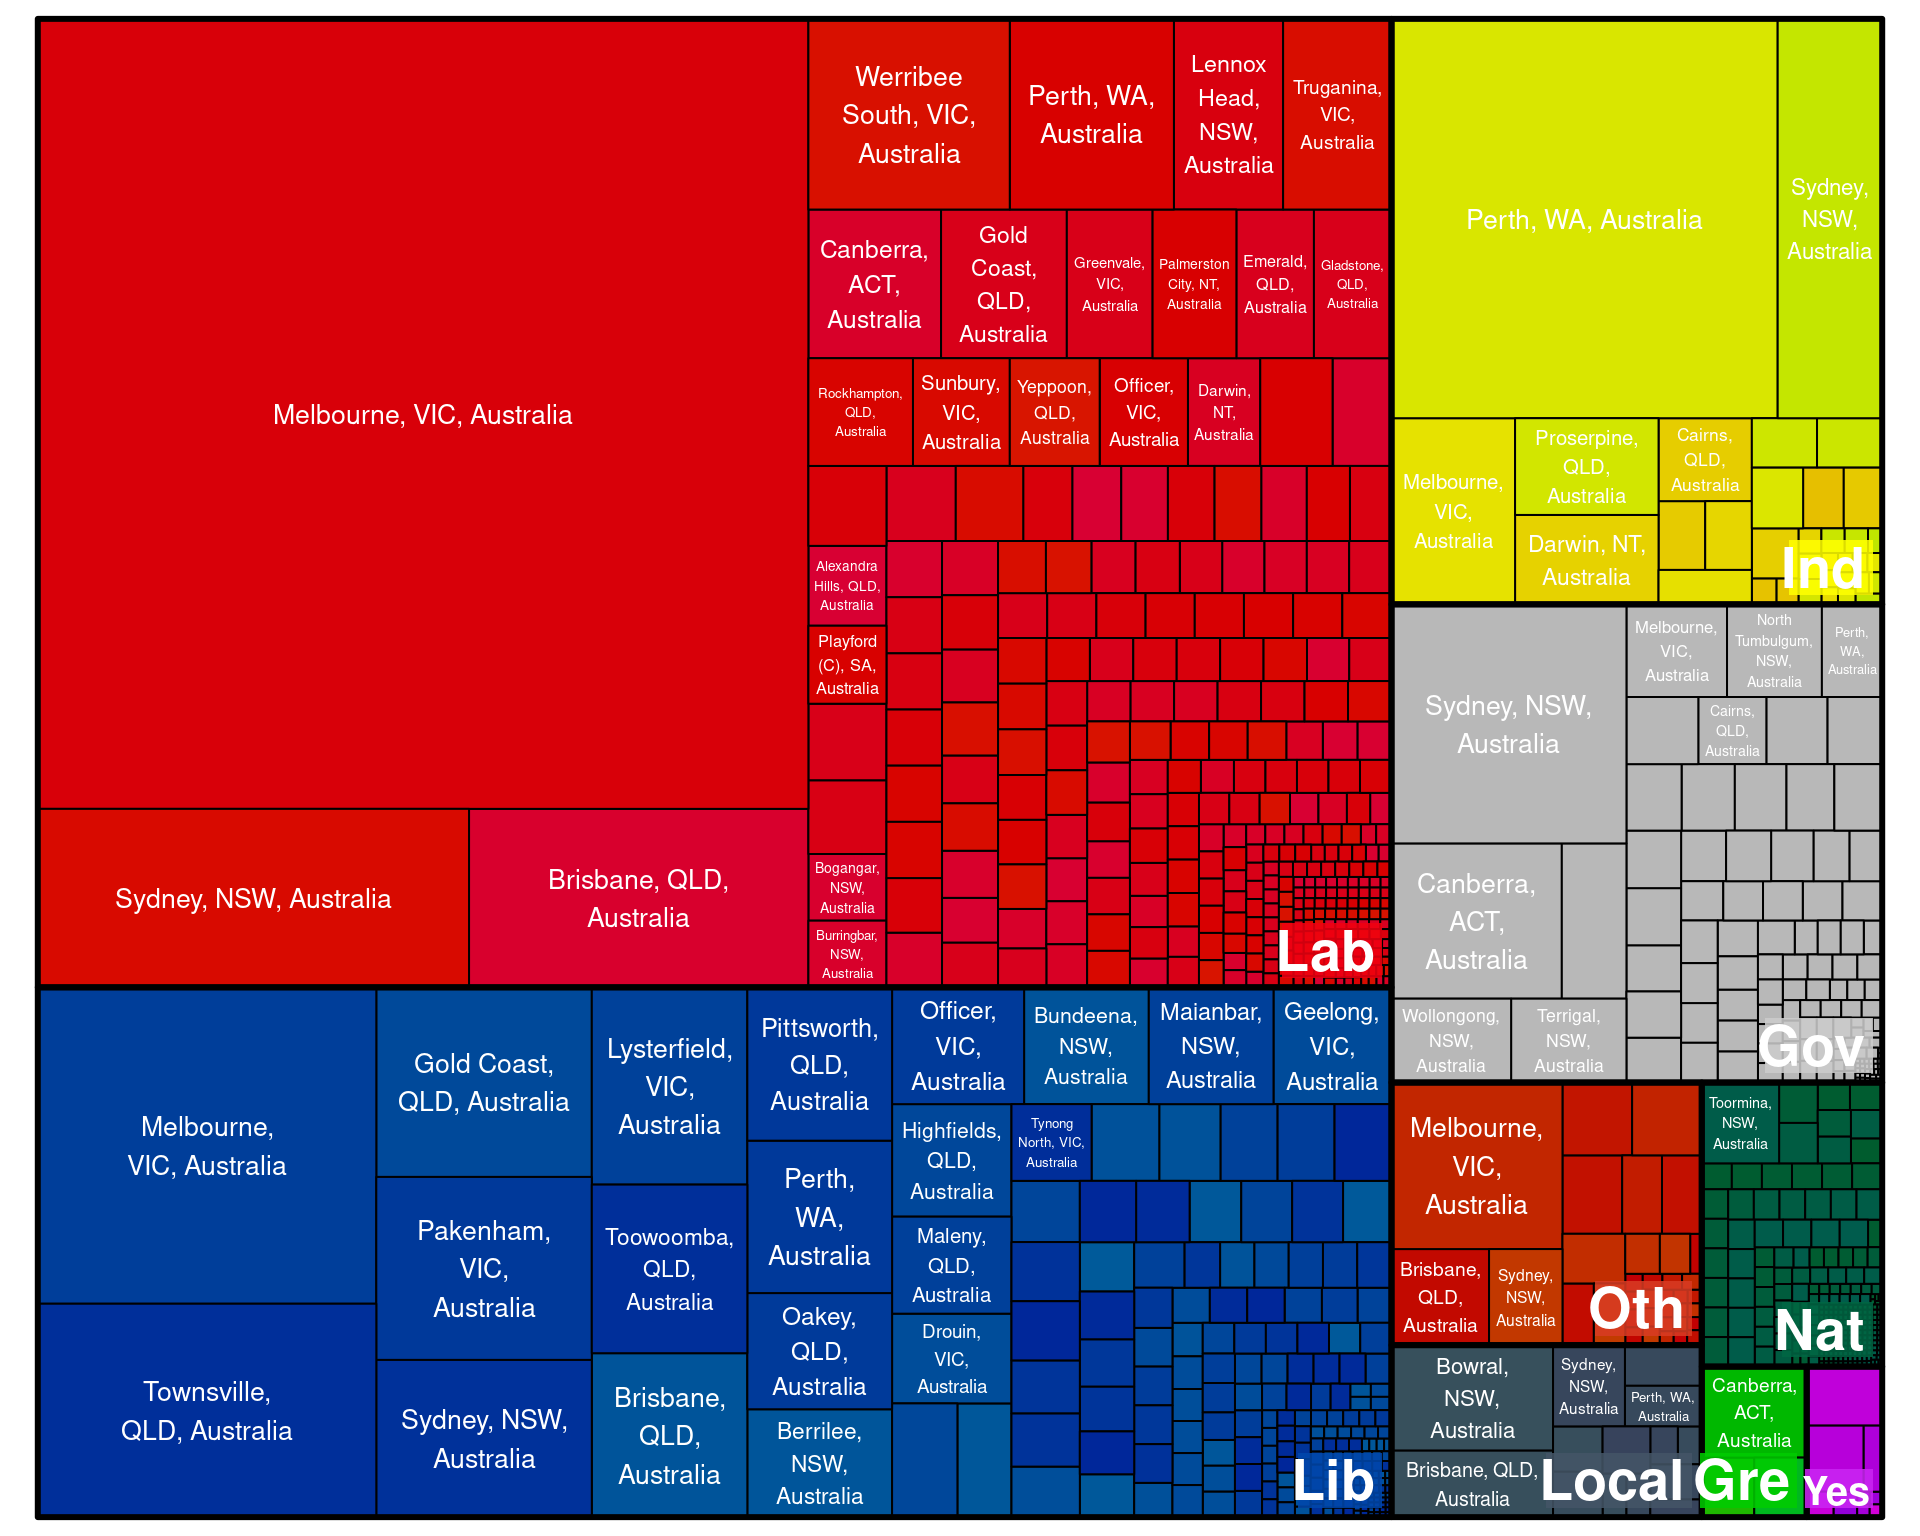 Melbourne, VIC, Australia
Sydney, NSW, Australia
Brisbane, QLD,
Australia
Werribee
South, VIC,
Australia
Perth, WA,
Australia
Lennox
Head,
NSW,
Australia
Truganina,
VIC,
Australia
Canberra,
ACT,
Australia
Gold
Coast,
QLD,
Australia
Greenvale,
VIC,
Australia
Palmerston
City, NT,
Australia
Emerald,
QLD,
Australia
Gladstone,
QLD,
Australia
Rockhampton,
QLD,
Australia
Sunbury,
VIC,
Australia
Yeppoon,
QLD,
Australia
Officer,
VIC,
Australia
Darwin,
NT,
Australia
Alexandra
Hills, QLD,
Australia
Playford
(C), SA,
Australia
Bogangar,
NSW,
Australia
Burringbar,
NSW,
Australia
Lab
Perth, WA, Australia
Sydney,
NSW,
Australia
Melbourne,
VIC,
Australia
Proserpine,
QLD,
Australia
Darwin, NT,
Australia
Cairns,
QLD,
Australia
Ind
Sydney, NSW,
Australia
Melbourne,
VIC,
Australia
North
Tumbulgum,
NSW,
Australia
Perth,
WA,
Australia
Cairns,
QLD,
Australia
Canberra,
ACT,
Australia
Wollongong,
NSW,
Australia
Terrigal,
NSW,
Australia
Gov
Melbourne,
VIC, Australia
Townsville,
QLD, Australia
Gold Coast,
QLD, Australia
Pakenham,
VIC,
Australia
Sydney, NSW,
Australia
Lysterfield,
VIC,
Australia
Toowoomba,
QLD,
Australia
Brisbane,
QLD,
Australia
Pittsworth,
QLD,
Australia
Perth,
WA,
Australia
Oakey,
QLD,
Australia
Berrilee,
NSW,
Australia
Officer,
VIC,
Australia
Bundeena,
NSW,
Australia
Maianbar,
NSW,
Australia
Geelong,
VIC,
Australia
Highfields,
QLD,
Australia
Tynong
North, VIC,
Australia
Maleny,
QLD,
Australia
Drouin,
VIC,
Australia
Lib
Melbourne,
VIC,
Australia
Brisbane,
QLD,
Australia
Sydney,
NSW,
Australia
Oth
Toormina,
NSW,
Australia
Nat
Bowral,
NSW,
Australia
Sydney,
NSW,
Australia
Perth, WA,
Australia
Brisbane, QLD,
Australia
Local
Canberra,
ACT,
Australia
Gre
Yes